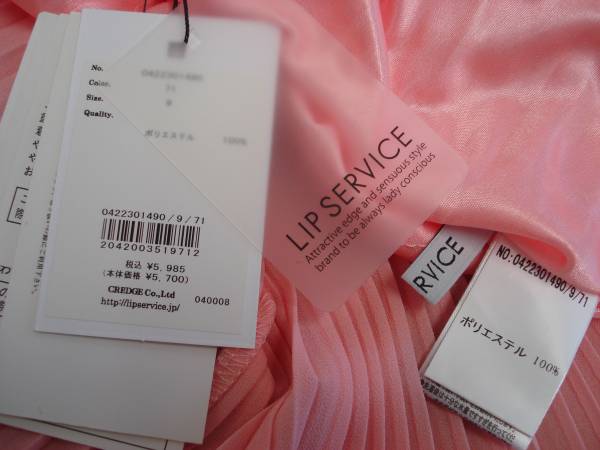 No. 0422301490
Color. 71
Size. 9
Quality.
ポリエステル 100%
0422301490/9/71
2042003519712
税込 ¥5,985
(本体価格 ¥5,700)
CREDGE Co.,Ltd
http://lipservice.jp/
040008
LIP SERVICE
Attractive edge and sensuous style
brand to be always lady conscious
RVICE
NO:0422301490/9/71
ポリエステル 100%